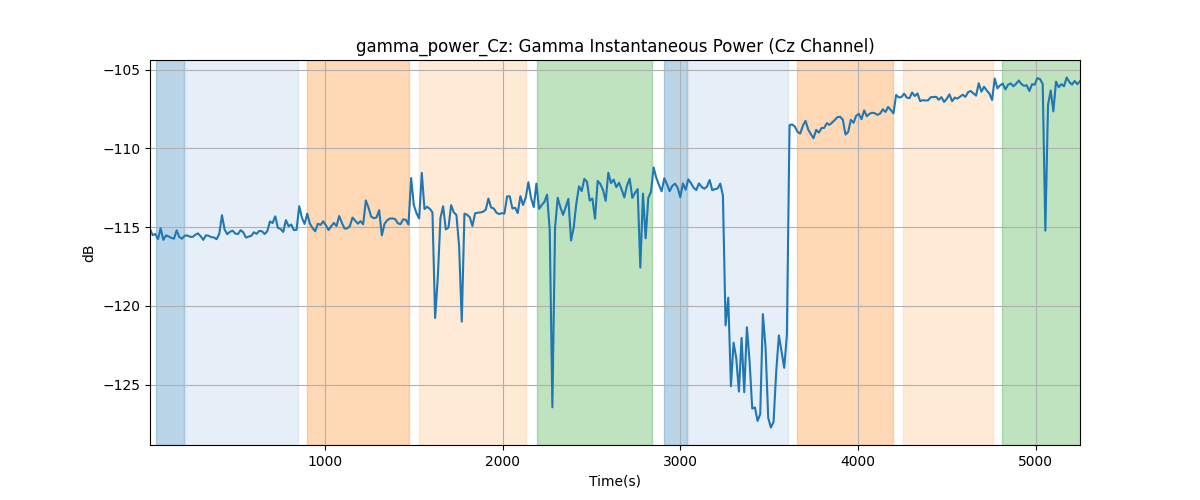 gamma_power_Cz: Gamma Instantaneous Power (Cz Channel)
−105
−110
−115
−120
−125
dB
1000 2000 3000 4000 5000
Time(s)